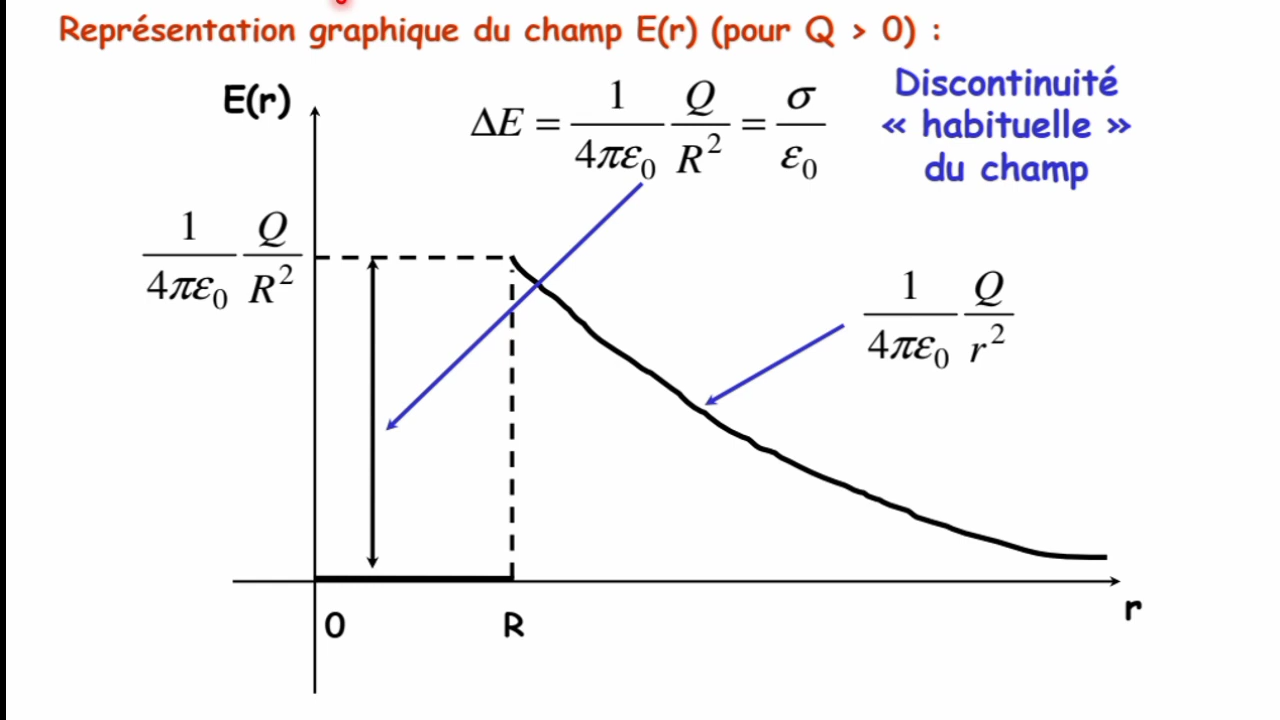 Représentation graphique du champ E(r) (pour Q > 0) :
E(r)
ΔE = 1/4πε₀ Q/R² = σ/ε₀
Discontinuité
« habituelle »
du champ
1/4πε₀ Q/R²
1/4πε₀ Q/r²
0
R
r